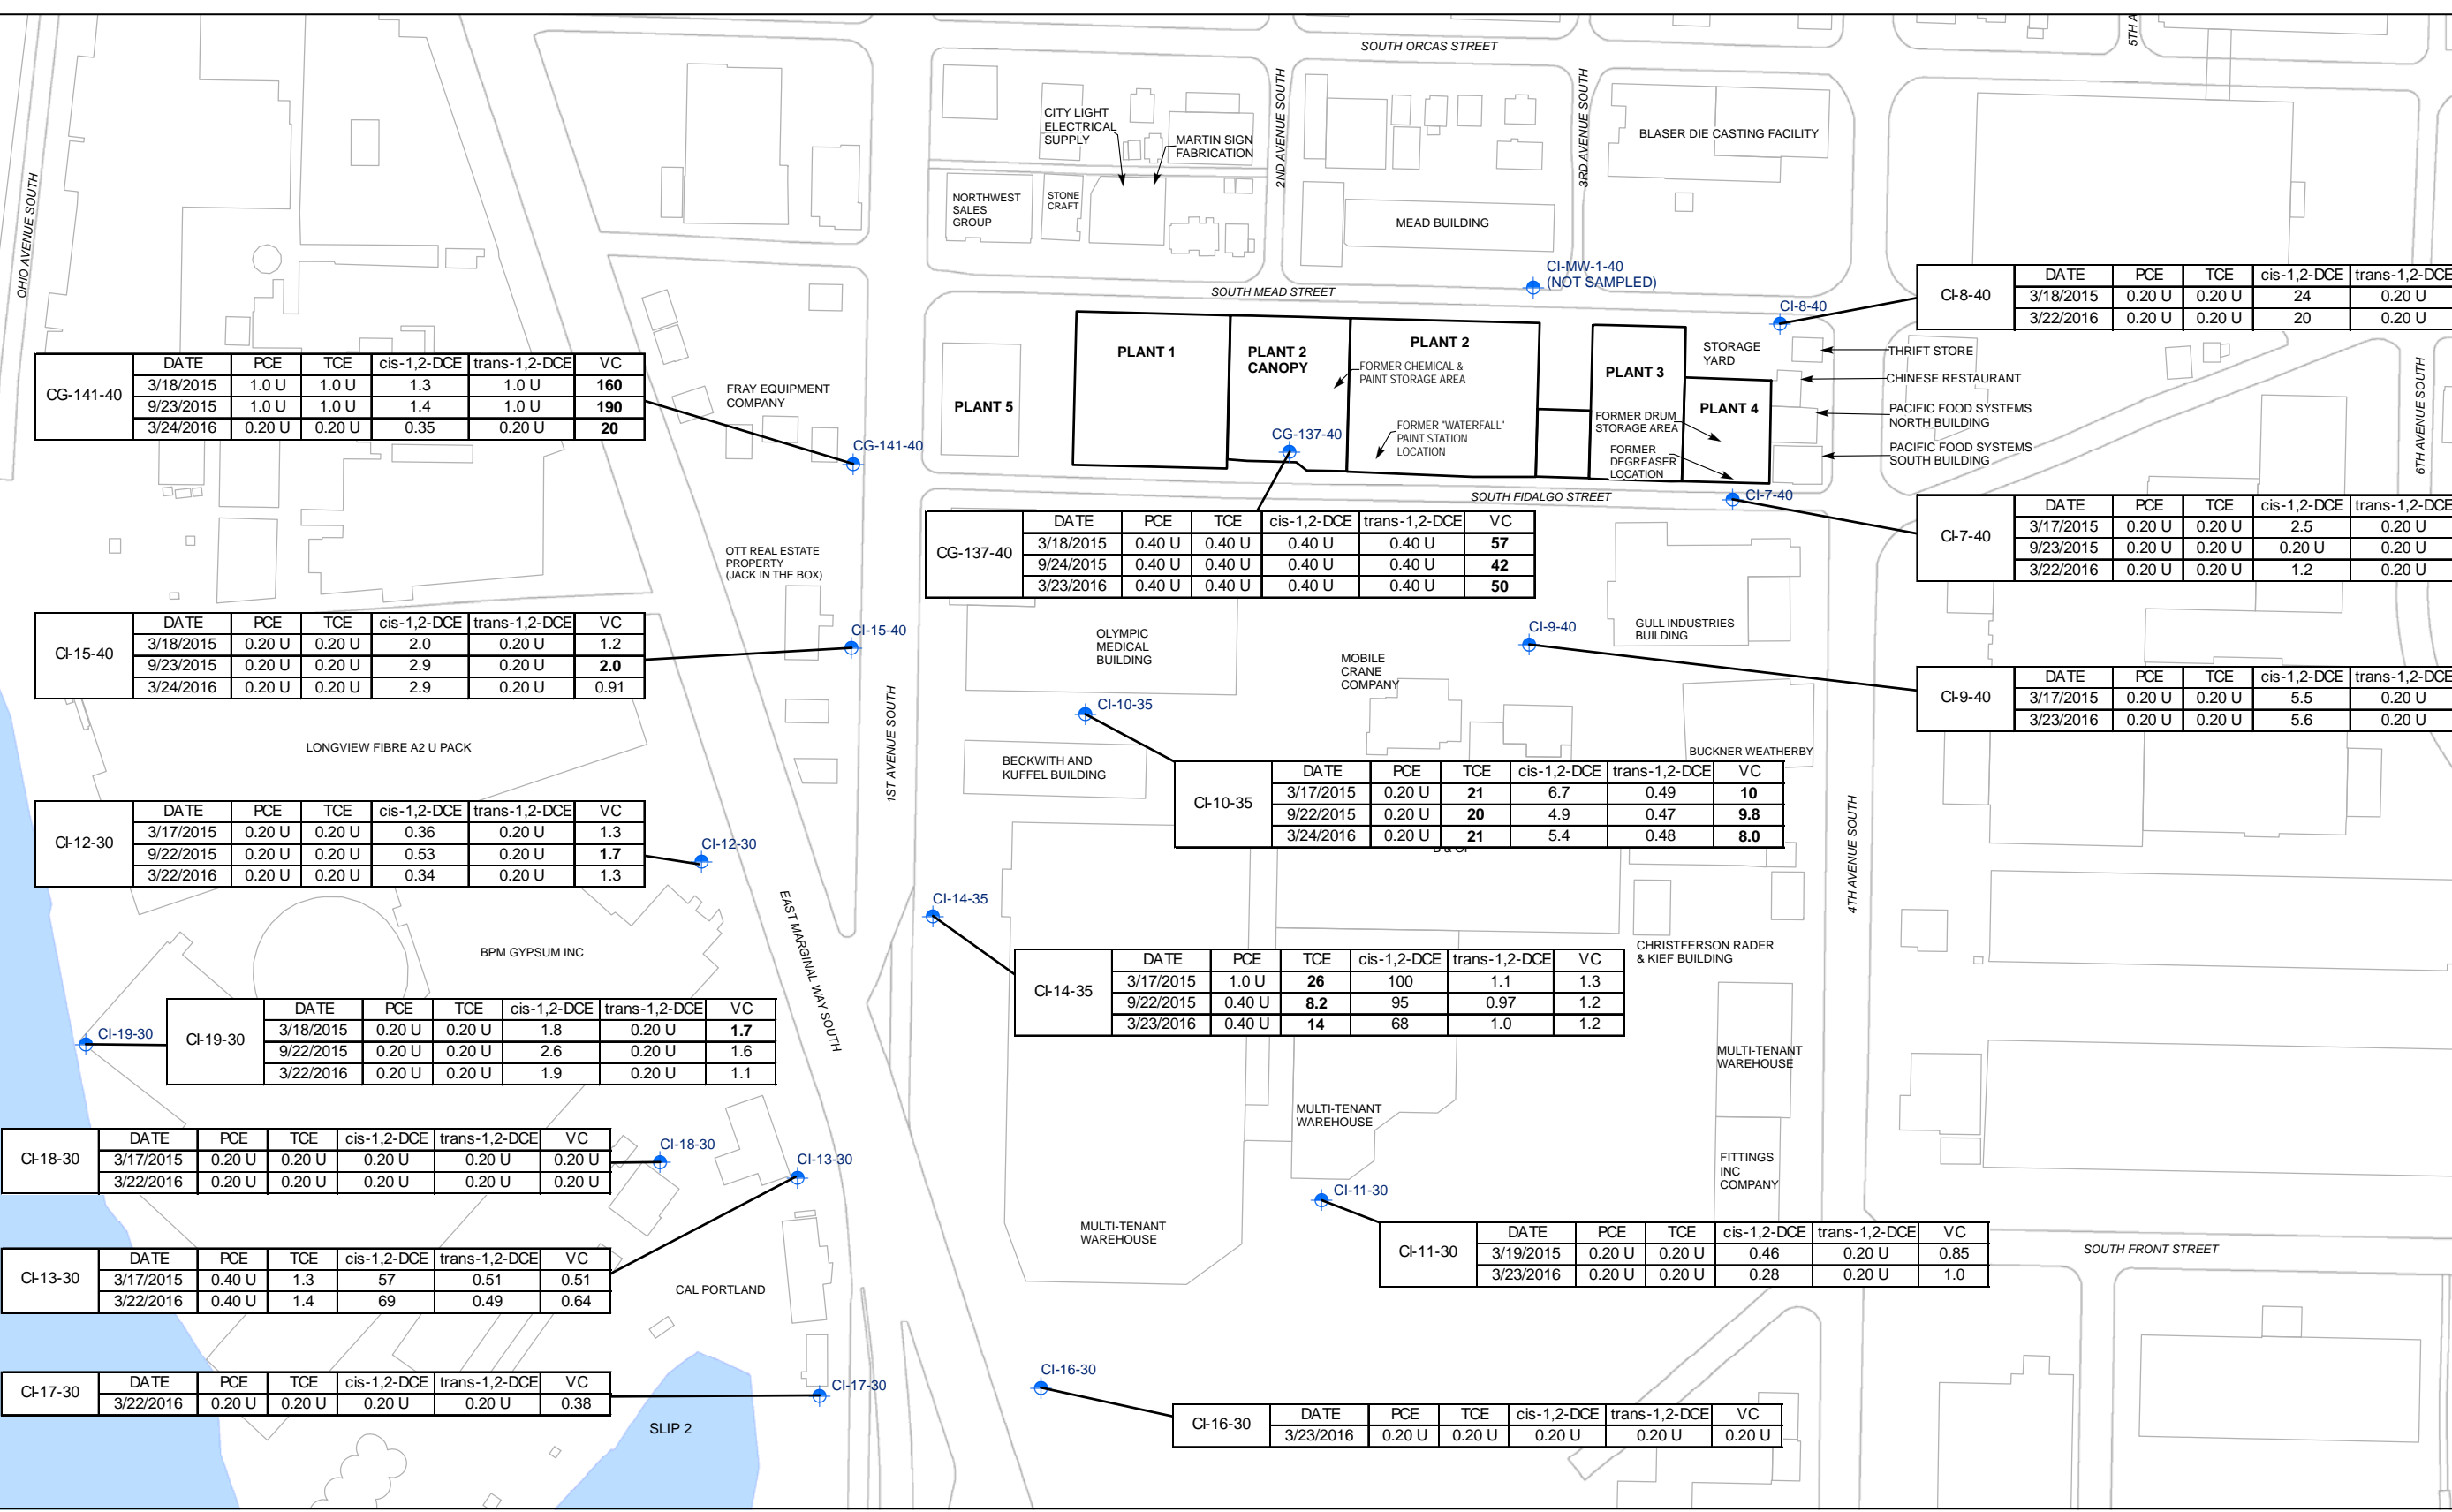 SOUTH ORCAS STREET
5TH A
OHIO AVENUE SOUTH
2ND AVENUE SOUTH
3RD AVENUE SOUTH
CITY LIGHT
ELECTRICAL
SUPPLY
MARTIN SIGN
FABRICATION
BLASER DIE CASTING FACILITY
NORTHWEST
SALES
GROUP
STONE
CRAFT
MEAD BUILDING
CI-MW-1-40
(NOT SAMPLED)
SOUTH MEAD STREET
CI-8-40
CI-8-40 DATE PCE TCE cis-1,2-DCE trans-1,2-DCE
3/18/2015 0.20 U 0.20 U 24 0.20 U
3/22/2016 0.20 U 0.20 U 20 0.20 U
PLANT 1
PLANT 2
CANOPY
PLANT 2
FORMER CHEMICAL &
PAINT STORAGE AREA
PLANT 3
STORAGE
YARD
THRIFT STORE
CHINESE RESTAURANT
PLANT 5
PLANT 4
PACIFIC FOOD SYSTEMS
NORTH BUILDING
PACIFIC FOOD SYSTEMS
SOUTH BUILDING
6TH AVENUE SOUTH
FORMER DRUM
STORAGE AREA
FORMER "WATERFALL"
PAINT STATION
LOCATION
FORMER
DEGREASER
LOCATION
CG-137-40
CG-141-40 DATE PCE TCE cis-1,2-DCE trans-1,2-DCE VC
3/18/2015 1.0 U 1.0 U 1.3 1.0 U 160
9/23/2015 1.0 U 1.0 U 1.4 1.0 U 190
3/24/2016 0.20 U 0.20 U 0.35 0.20 U 20
FRAY EQUIPMENT
COMPANY
CG-141-40
SOUTH FIDALGO STREET
CI-7-40
CI-7-40 DATE PCE TCE cis-1,2-DCE trans-1,2-DCE
3/17/2015 0.20 U 0.20 U 2.5 0.20 U
9/23/2015 0.20 U 0.20 U 0.20 U 0.20 U
3/22/2016 0.20 U 0.20 U 1.2 0.20 U
CG-137-40 DATE PCE TCE cis-1,2-DCE trans-1,2-DCE VC
3/18/2015 0.40 U 0.40 U 0.40 U 0.40 U 57
9/24/2015 0.40 U 0.40 U 0.40 U 0.40 U 42
3/23/2016 0.40 U 0.40 U 0.40 U 0.40 U 50
OTT REAL ESTATE
PROPERTY
(JACK IN THE BOX)
CI-15-40 DATE PCE TCE cis-1,2-DCE trans-1,2-DCE VC
3/18/2015 0.20 U 0.20 U 2.0 0.20 U 1.2
9/23/2015 0.20 U 0.20 U 2.9 0.20 U 2.0
3/24/2016 0.20 U 0.20 U 2.9 0.20 U 0.91
CI-15-40
OLYMPIC
MEDICAL
BUILDING
CI-9-40
GULL INDUSTRIES
BUILDING
MOBILE
CRANE
COMPANY
CI-9-40 DATE PCE TCE cis-1,2-DCE trans-1,2-DCE
3/17/2015 0.20 U 0.20 U 5.5 0.20 U
3/23/2016 0.20 U 0.20 U 5.6 0.20 U
CI-10-35
1ST AVENUE SOUTH
LONGVIEW FIBRE A2 U PACK
BECKWITH AND
KUFFEL BUILDING
BUCKNER WEATHERBY
CI-10-35 DATE PCE TCE cis-1,2-DCE trans-1,2-DCE VC
3/17/2015 0.20 U 21 6.7 0.49 10
9/22/2015 0.20 U 20 4.9 0.47 9.8
3/24/2016 0.20 U 21 5.4 0.48 8.0
CI-12-30 DATE PCE TCE cis-1,2-DCE trans-1,2-DCE VC
3/17/2015 0.20 U 0.20 U 0.36 0.20 U 1.3
9/22/2015 0.20 U 0.20 U 0.53 0.20 U 1.7
3/22/2016 0.20 U 0.20 U 0.34 0.20 U 1.3
CI-12-30
4TH AVENUE SOUTH
CI-14-35
EAST MARGINAL WAY SOUTH
BPM GYPSUM INC
CHRISTFERSON RADER
& KIEF BUILDING
CI-14-35 DATE PCE TCE cis-1,2-DCE trans-1,2-DCE VC
3/17/2015 1.0 U 26 100 1.1 1.3
9/22/2015 0.40 U 8.2 95 0.97 1.2
3/23/2016 0.40 U 14 68 1.0 1.2
CI-19-30
CI-19-30 DATE PCE TCE cis-1,2-DCE trans-1,2-DCE VC
3/18/2015 0.20 U 0.20 U 1.8 0.20 U 1.7
9/22/2015 0.20 U 0.20 U 2.6 0.20 U 1.6
3/22/2016 0.20 U 0.20 U 1.9 0.20 U 1.1
MULTI-TENANT
WAREHOUSE
MULTI-TENANT
WAREHOUSE
CI-18-30 DATE PCE TCE cis-1,2-DCE trans-1,2-DCE VC
3/17/2015 0.20 U 0.20 U 0.20 U 0.20 U 0.20 U
3/22/2016 0.20 U 0.20 U 0.20 U 0.20 U 0.20 U
CI-18-30
CI-13-30
FITTINGS
INC
COMPANY
CI-11-30
MULTI-TENANT
WAREHOUSE
CI-11-30 DATE PCE TCE cis-1,2-DCE trans-1,2-DCE VC
3/19/2015 0.20 U 0.20 U 0.46 0.20 U 0.85
3/23/2016 0.20 U 0.20 U 0.28 0.20 U 1.0
SOUTH FRONT STREET
CI-13-30 DATE PCE TCE cis-1,2-DCE trans-1,2-DCE VC
3/17/2015 0.40 U 1.3 57 0.51 0.51
3/22/2016 0.40 U 1.4 69 0.49 0.64
CAL PORTLAND
CI-17-30 DATE PCE TCE cis-1,2-DCE trans-1,2-DCE VC
3/22/2016 0.20 U 0.20 U 0.20 U 0.20 U 0.38
CI-17-30
CI-16-30
SLIP 2
CI-16-30 DATE PCE TCE cis-1,2-DCE trans-1,2-DCE VC
3/23/2016 0.20 U 0.20 U 0.20 U 0.20 U 0.20 U